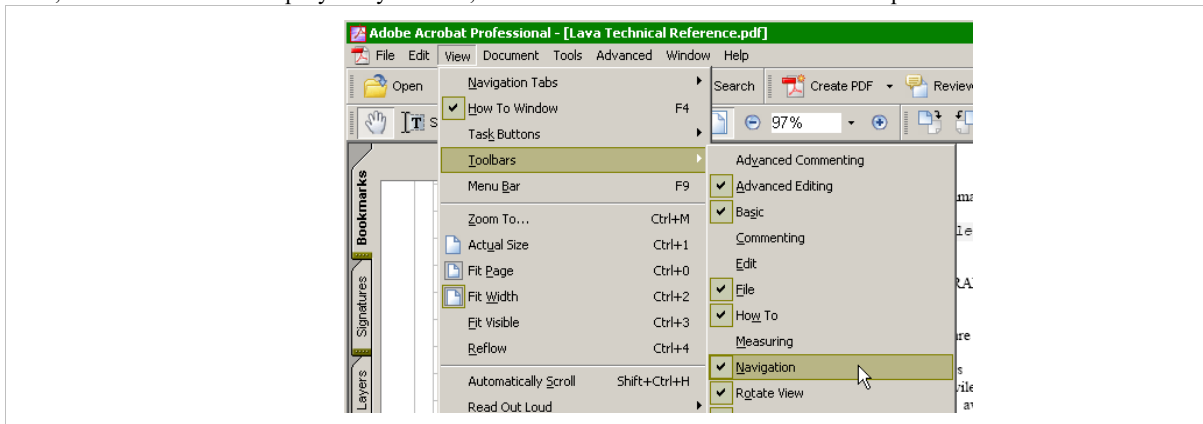 Adobe Acrobat Professional - [Lava Technical Reference.pdf]
File Edit View Document Tools Advanced Window Help
Open Search Create PDF Review
97%
Navigation Tabs
How To Window F4
Task Buttons
Toolbars
Menu Bar F9
Zoom To... Ctrl+M
Actual Size Ctrl+1
Fit Page Ctrl+0
Fit Width Ctrl+2
Fit Visible Ctrl+3
Reflow Ctrl+4
Automatically Scroll Shift+Ctrl+H
Read Out Loud
Advanced Commenting
Advanced Editing
Basic
Commenting
Edit
File
How To
Measuring
Navigation
Rotate View
Bookmarks
Signatures
Layers